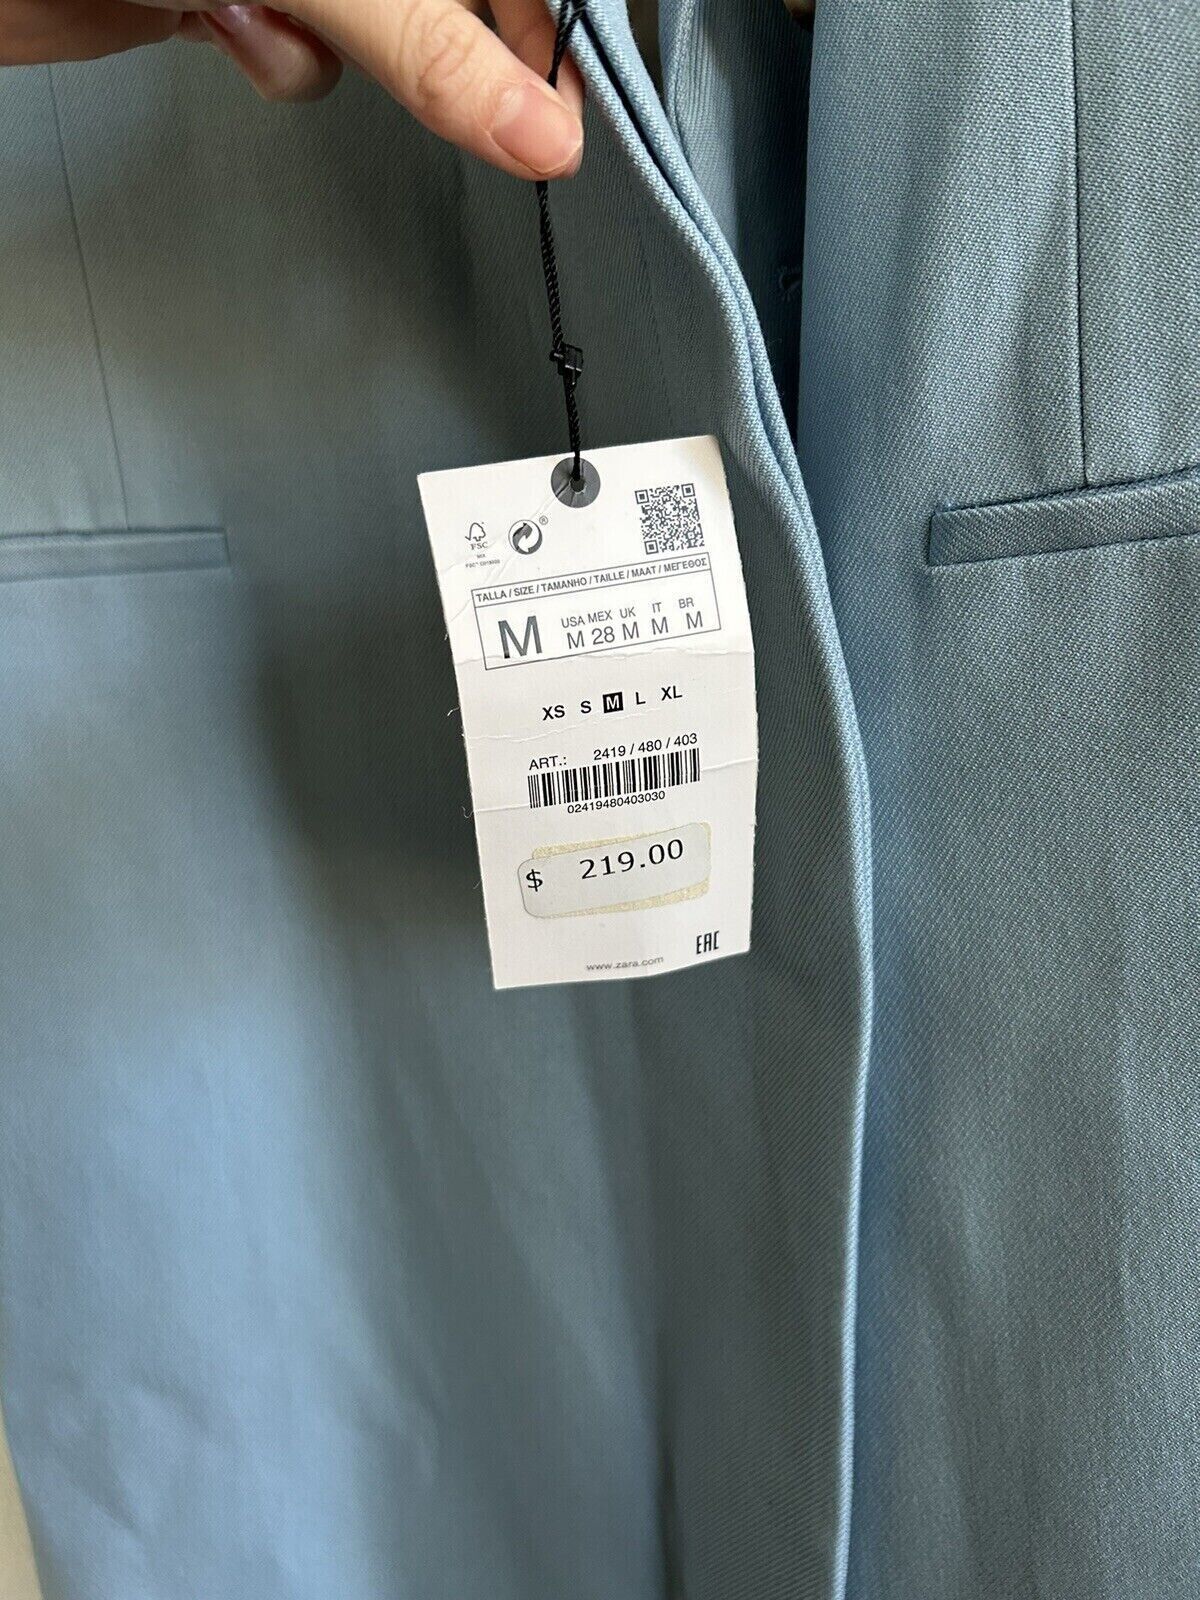 FSC
MIX
®
TALLA / SIZE / TAMANHO / TAILLE / MAAT / ΜΕΓΕΘΟΣ
M
USA MEX UK IT BR
M 28 M M M
XS S M L XL
ART.: 2419 / 480 / 403
02419480403030
$ 219.00
EAC
www.zara.com